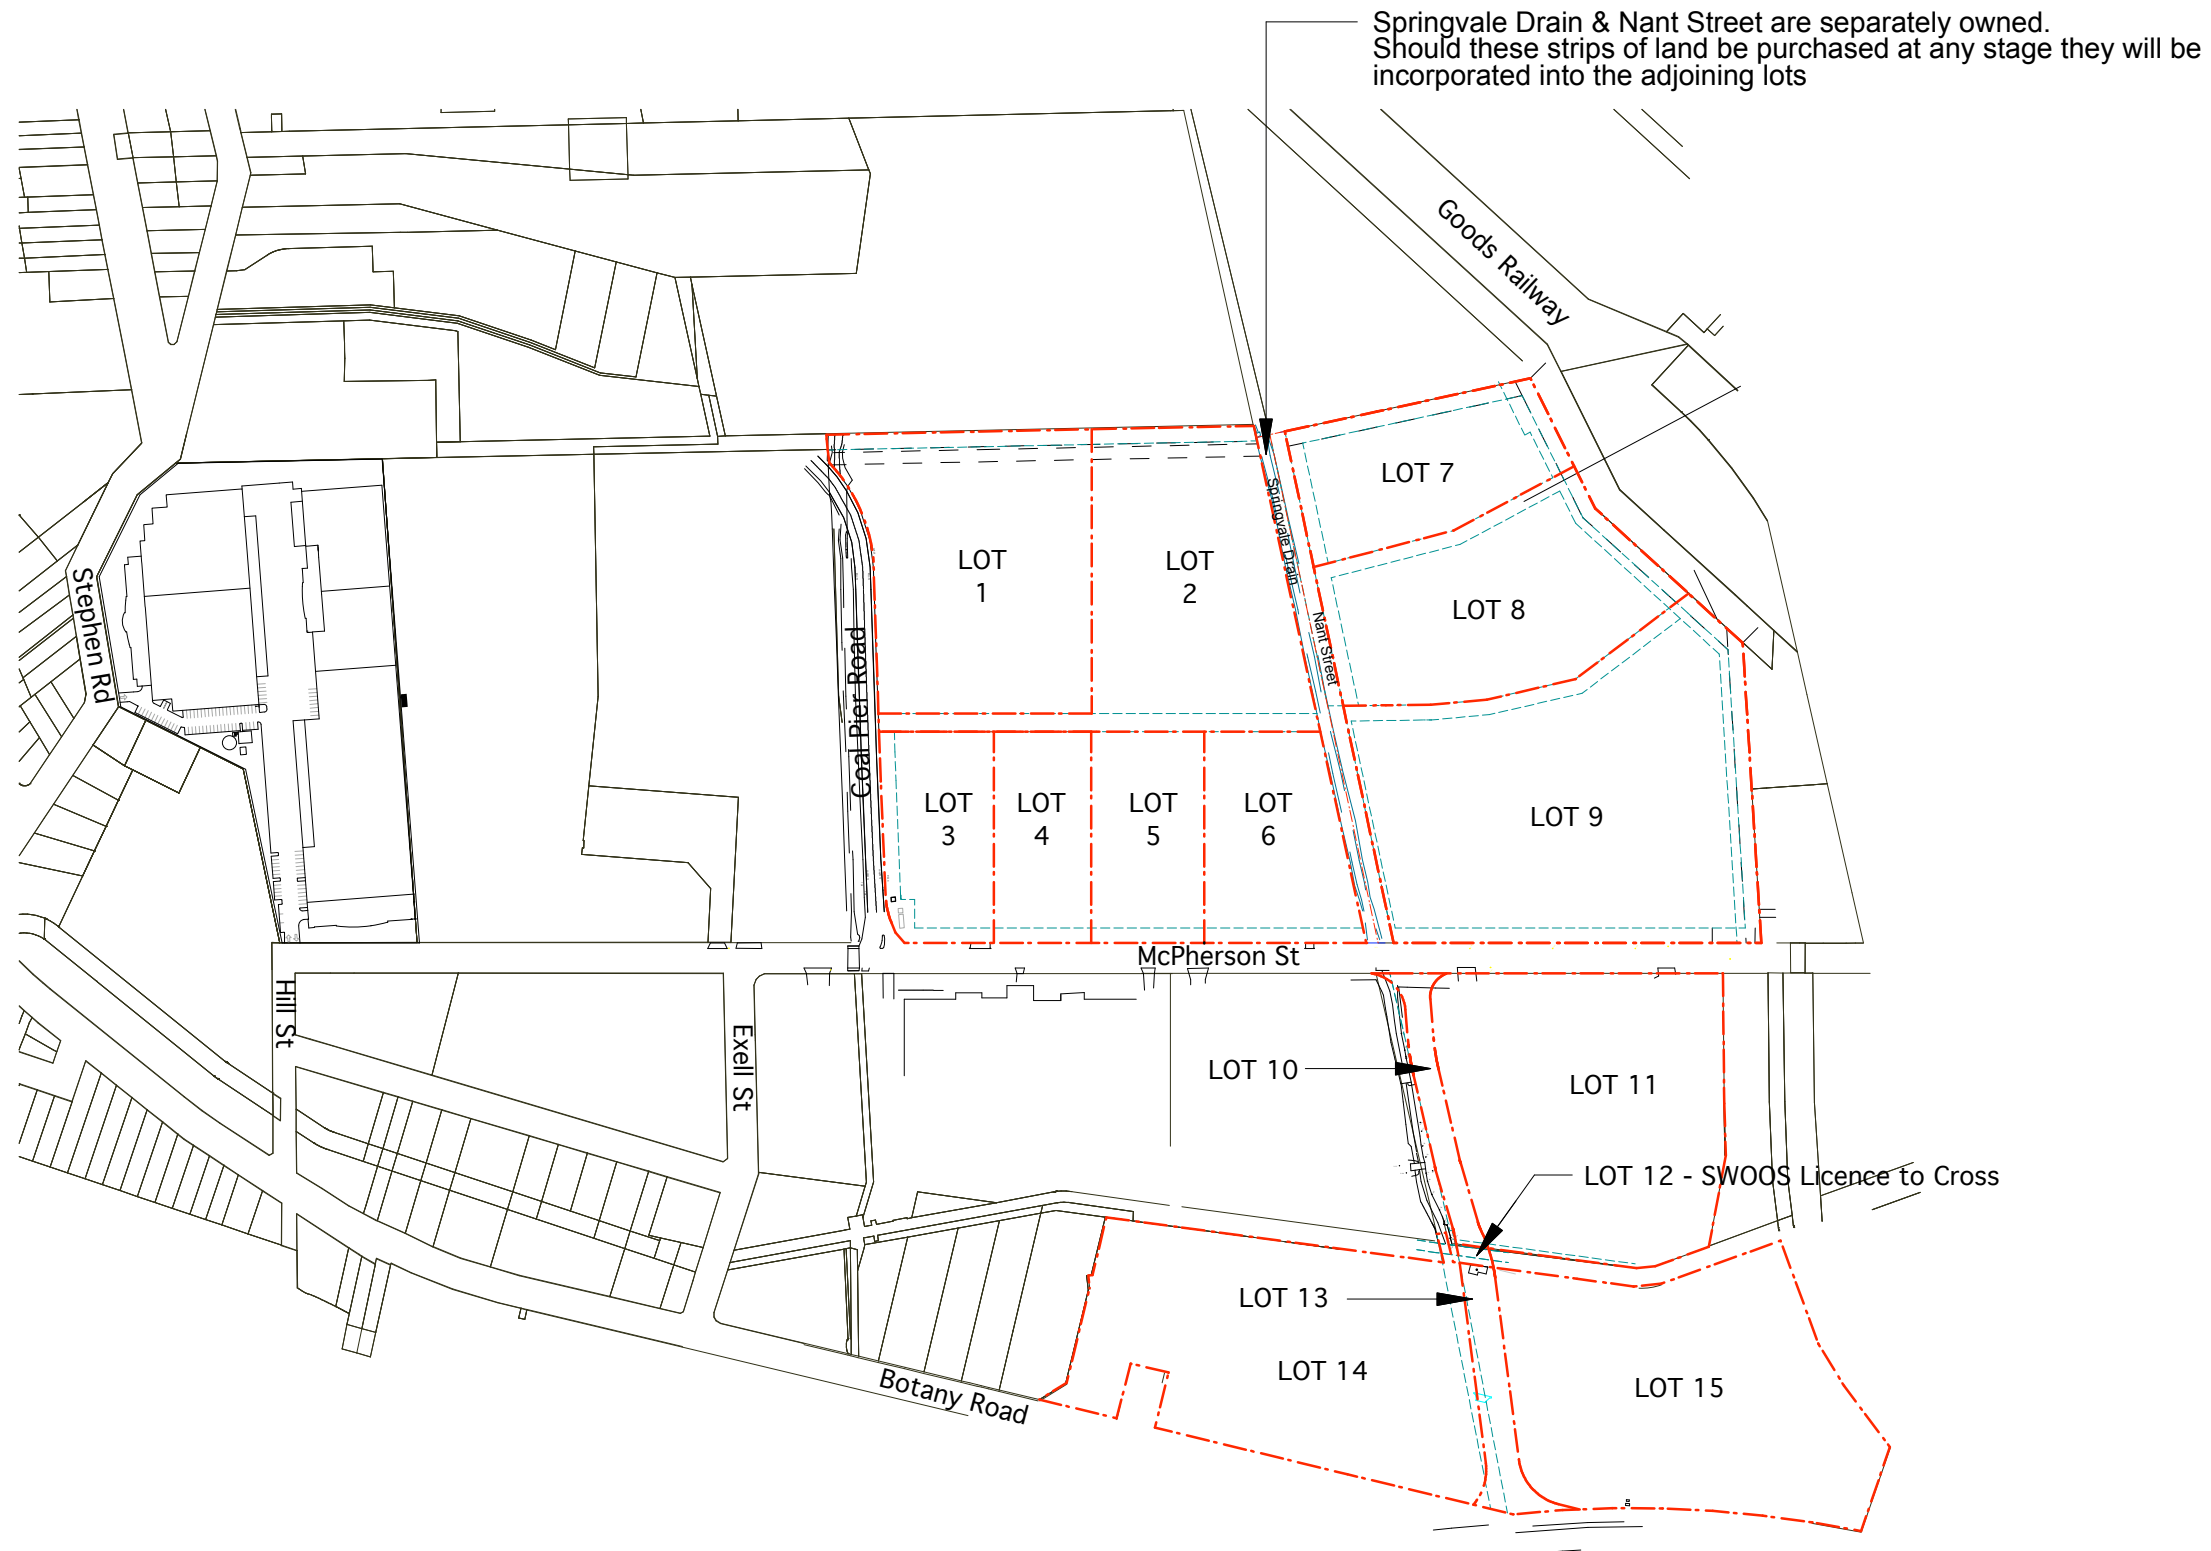 Springvale Drain & Nant Street are separately owned.
Should these strips of land be purchased at any stage they will be
incorporated into the adjoining lots
Goods Railway
LOT 7
Springvale Drain
LOT
1
LOT
2
Stephen Rd
LOT 8
Nant Street
Coal Pier Road
LOT
3
LOT
4
LOT
5
LOT
6
LOT 9
McPherson St
Hill St
Exell St
LOT 10
LOT 11
LOT 12 - SWOOS Licence to Cross
LOT 13
LOT 14
LOT 15
Botany Road